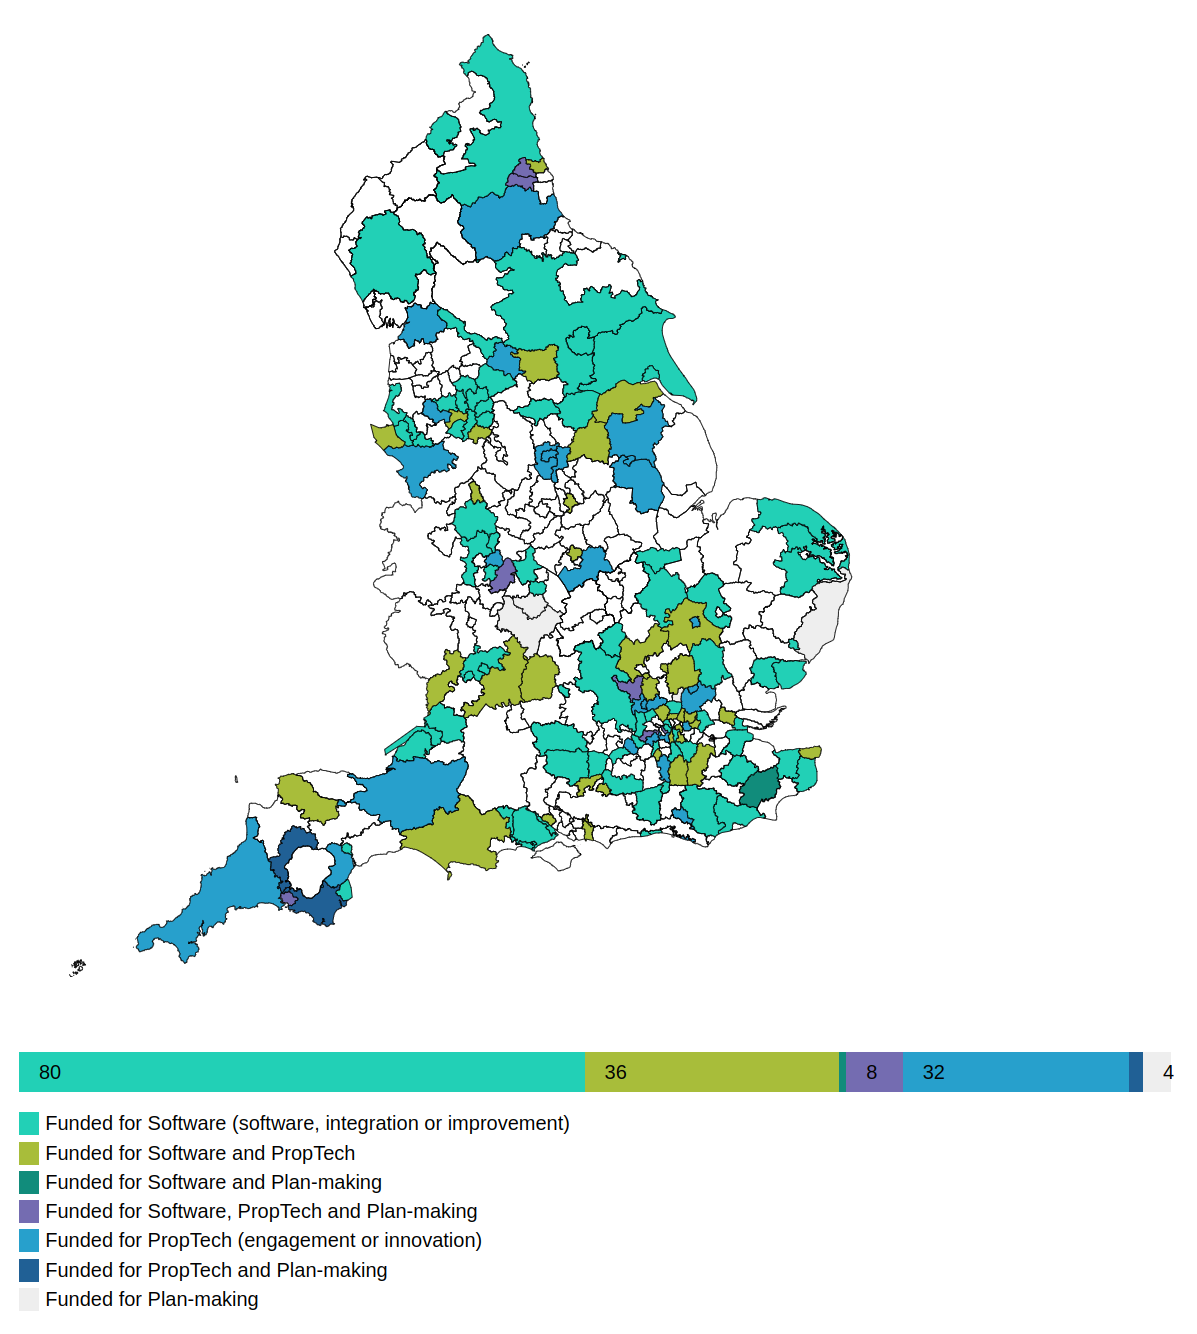 80 36 8 32 4
Funded for Software (software, integration or improvement)
Funded for Software and PropTech
Funded for Software and Plan-making
Funded for Software, PropTech and Plan-making
Funded for PropTech (engagement or innovation)
Funded for PropTech and Plan-making
Funded for Plan-making